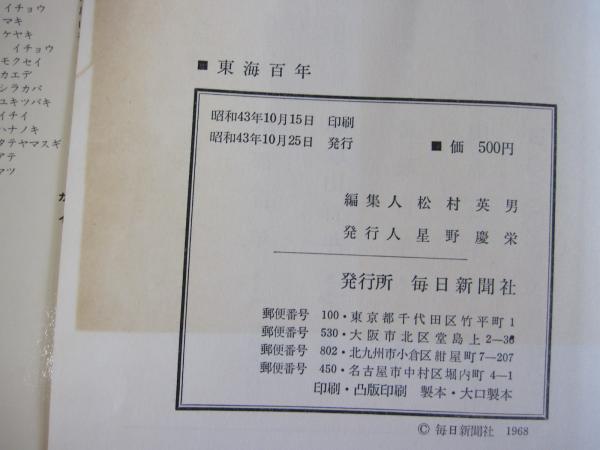 イチョウ
マキ
ケヤキ
イチョウ
モクセイ
カエデ
シラカバ
ユキツバキ
イチイ
ハナノキ
タテヤマスギ
アテ
マツ
■ 東海百年
昭和43年10月15日 印刷
昭和43年10月25日 発行
■ 価 500円
編集人 松村英男
発行人 星野慶栄
発行所 毎日新聞社
郵便番号 100・東京都千代田区竹平町1
郵便番号 530・大阪市北区堂島上2—36
郵便番号 802・北九州市小倉区紺屋町7—207
郵便番号 450・名古屋市中村区堀内町4—1
印刷・凸版印刷 製本・大口製本
© 毎日新聞社 1968